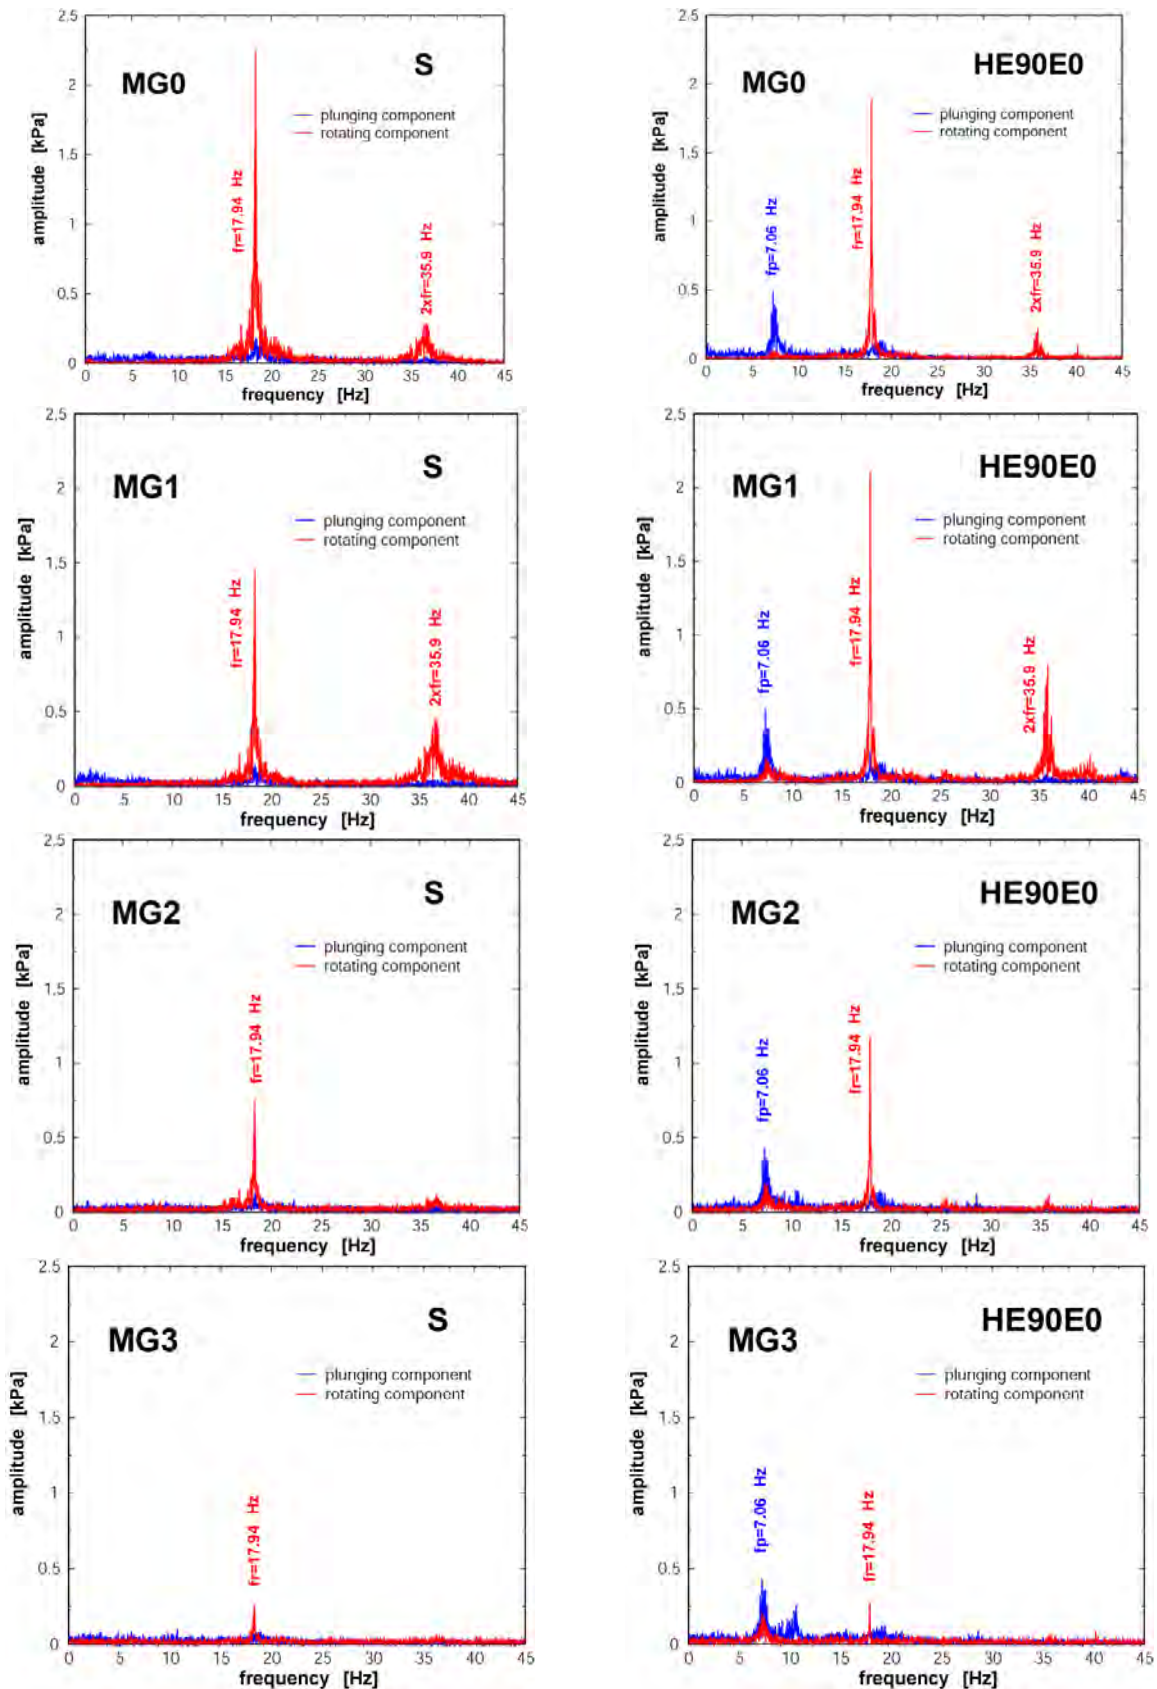 2.5
MG0
S
2
plunging component
rotating component
1.5
fr=17.94 Hz
1
2xfr=35.9 Hz
0.5
0
amplitude [kPa]
0 5 10 15 20 25 30 35 40 45
frequency [Hz]
2.5
MG0
HE90E0
2
plunging component
rotating component
1.5
fp=7.06 Hz
fr=17.94 Hz
1
2xfr=35.9 Hz
0.5
0
amplitude [kPa]
0 5 10 15 20 25 30 35 40 45
frequency [Hz]
2.5
MG1
S
2
plunging component
rotating component
1.5
fr=17.94 Hz
1
2xfr=35.9 Hz
0.5
0
amplitude [kPa]
0 5 10 15 20 25 30 35 40 45
frequency [Hz]
2.5
MG1
HE90E0
2
plunging component
rotating component
1.5
fp=7.06 Hz
fr=17.94 Hz
1
2xfr=35.9 Hz
0.5
0
amplitude [kPa]
0 5 10 15 20 25 30 35 40 45
frequency [Hz]
2.5
MG2
S
2
plunging component
rotating component
1.5
fr=17.94 Hz
1
0.5
0
amplitude [kPa]
0 5 10 15 20 25 30 35 40 45
frequency [Hz]
2.5
MG2
HE90E0
2
plunging component
rotating component
1.5
fp=7.06 Hz
fr=17.94 Hz
1
0.5
0
amplitude [kPa]
0 5 10 15 20 25 30 35 40 45
frequency [Hz]
2.5
MG3
S
2
plunging component
rotating component
1.5
fr=17.94 Hz
1
0.5
0
amplitude [kPa]
0 5 10 15 20 25 30 35 40 45
frequency [Hz]
2.5
MG3
HE90E0
2
plunging component
rotating component
1.5
fp=7.06 Hz
fr=17.94 Hz
1
0.5
0
amplitude [kPa]
0 5 10 15 20 25 30 35 40 45
frequency [Hz]